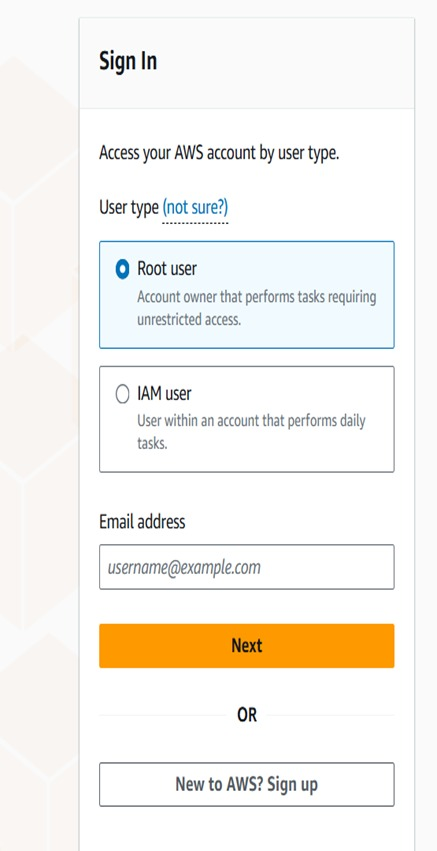 Sign In
Access your AWS account by user type.
User type (not sure?)
Root user
Account owner that performs tasks requiring
unrestricted access.
IAM user
User within an account that performs daily
tasks.
Email address
username@example.com
Next
OR
New to AWS? Sign up